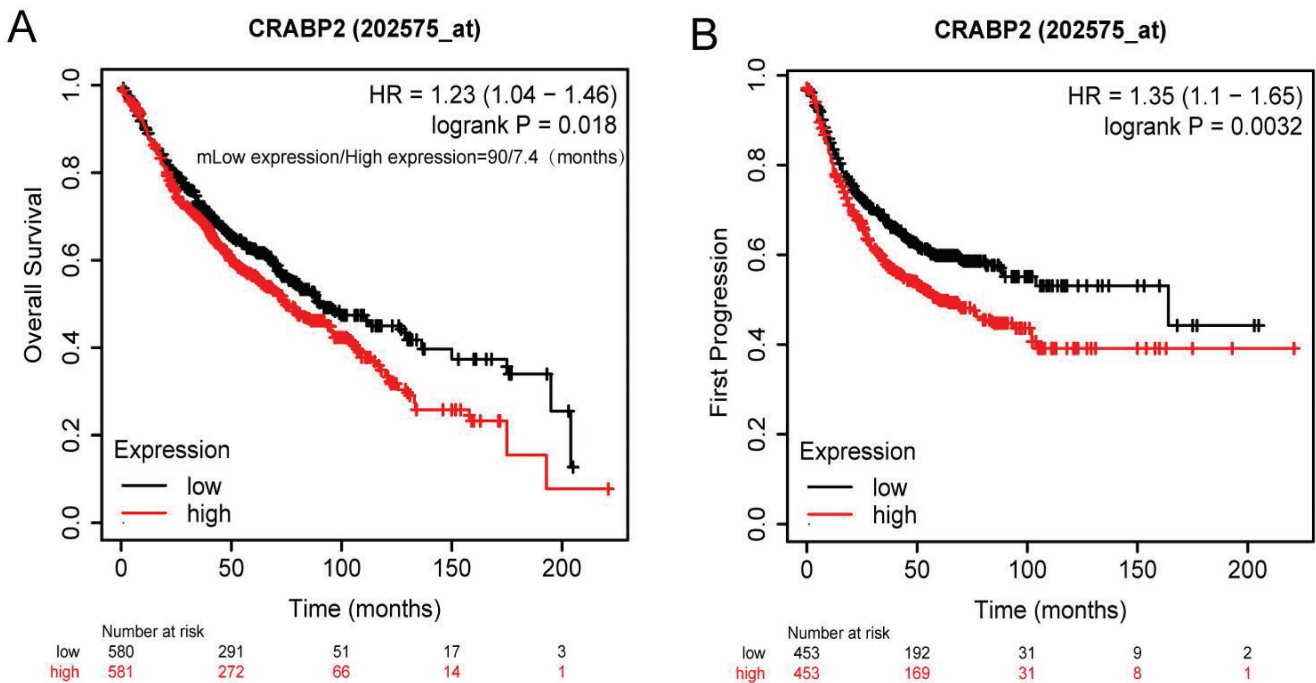 A
CRABP2 (202575_at)
HR = 1.23 (1.04 − 1.46)
logrank P = 0.018
mLow expression/High expression=90/7.4（months）
Overall Survival
1.0
0.8
0.6
0.4
0.2
0.0
Expression
low
high
0 50 100 150 200
Time (months)
Number at risk
low 580 291 51 17 3
high 581 272 66 14 1
B
CRABP2 (202575_at)
HR = 1.35 (1.1 − 1.65)
logrank P = 0.0032
First Progression
1.0
0.8
0.6
0.4
0.2
0.0
Expression
low
high
0 50 100 150 200
Time (months)
Number at risk
low 453 192 31 9 2
high 453 169 31 8 1